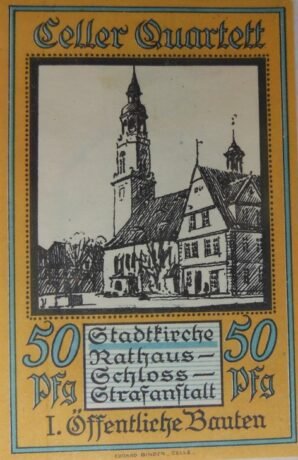 Celler Quartett
50 Pfg
Stadtkirche
Rathaus-
Schloss-
Strafanstalt
50 Pfg
I. Öffentliche Bauten